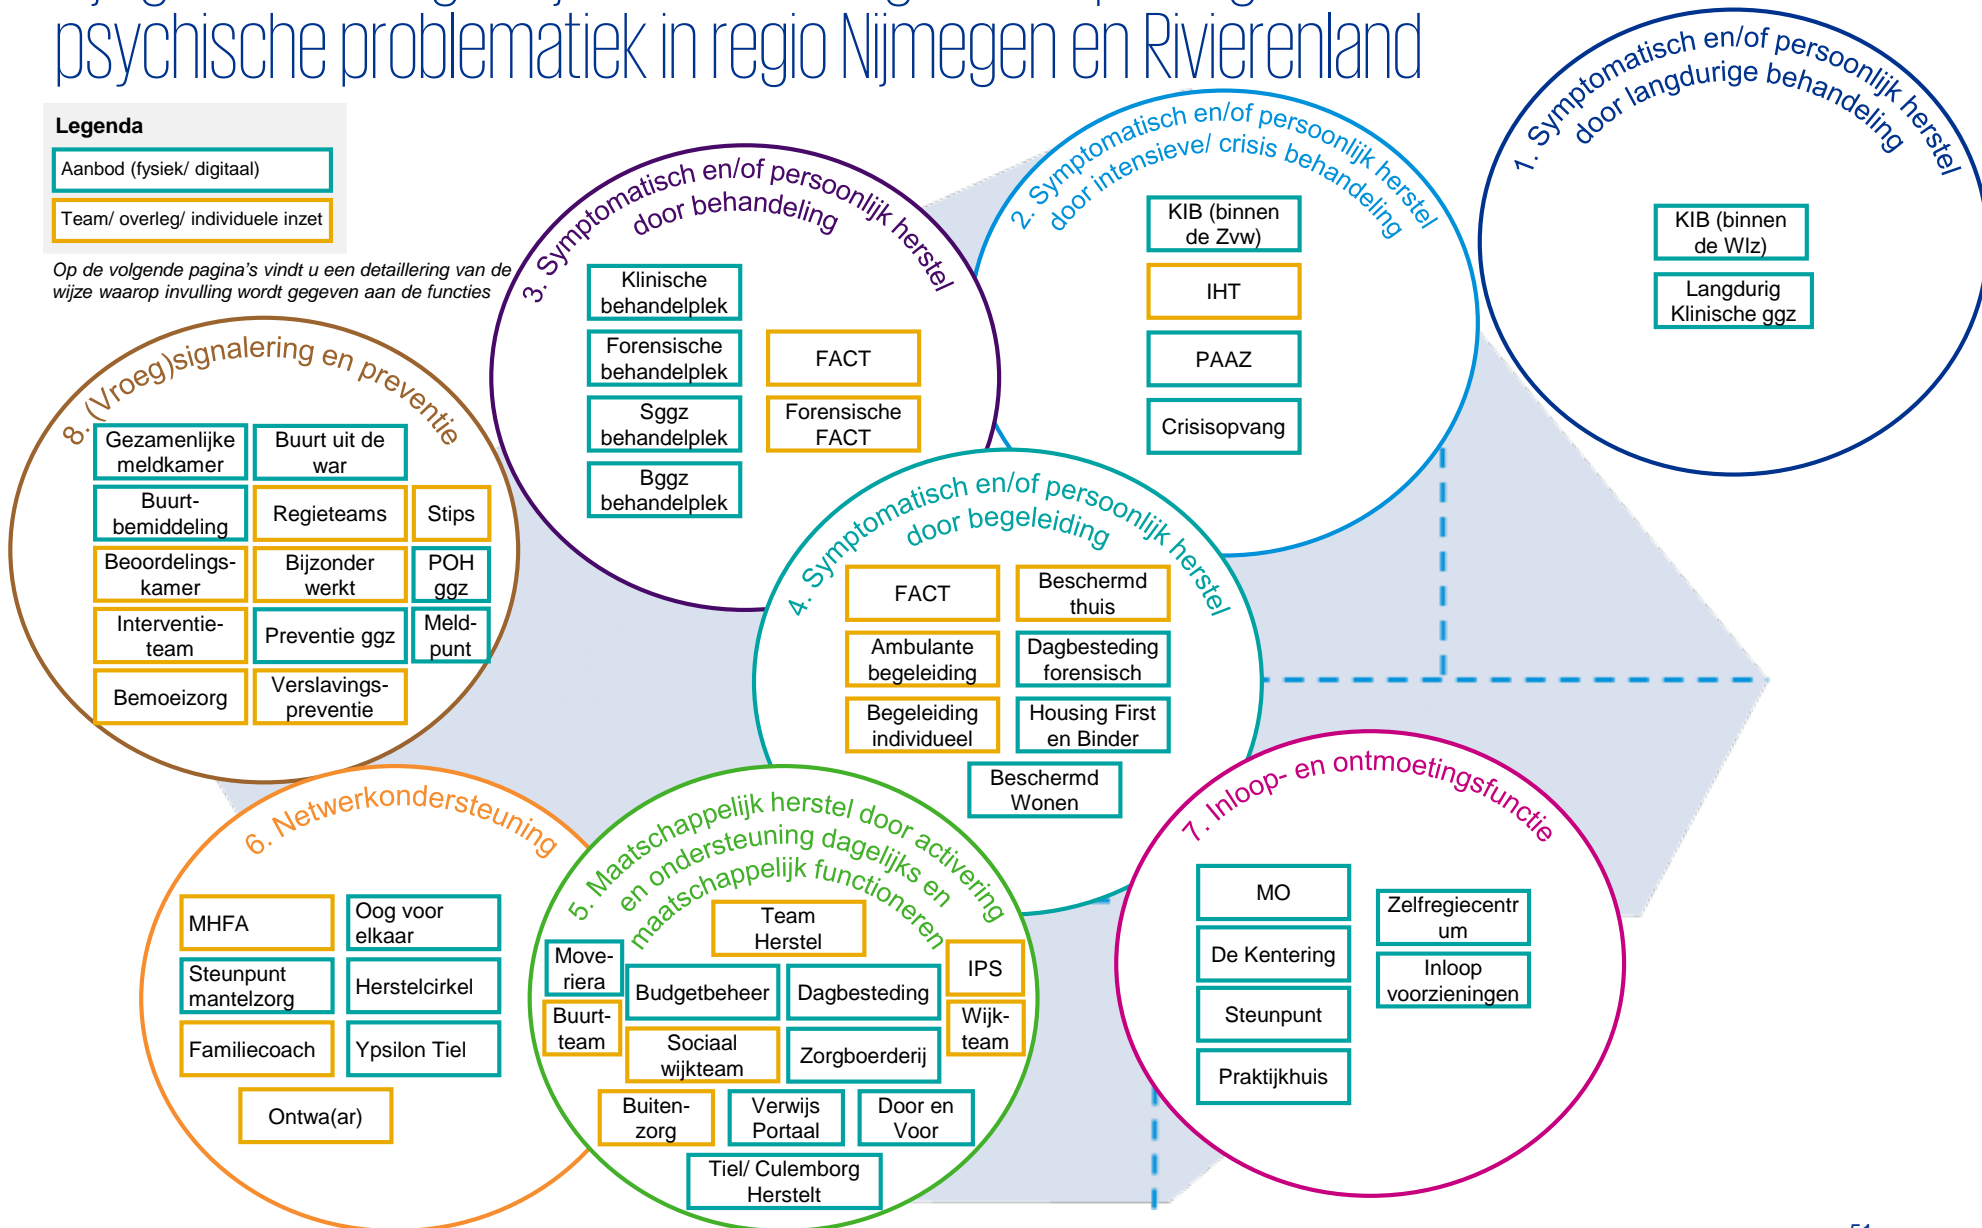 psychische problematiek in regio Nijmegen en Rivierenland
Legenda
Aanbod (fysiek/ digitaal)
Team/ overleg/ individuele inzet
Op de volgende pagina's vindt u een detaillering van de
wijze waarop invulling wordt gegeven aan de functies
1. Symptomatisch en/of persoonlijk herstel
door langdurige behandeling
KIB (binnen
de Wlz)
Langdurig
Klinische ggz
2. Symptomatisch en/of persoonlijk herstel
door intensieve/ crisis behandeling
KIB (binnen
de Zvw)
IHT
PAAZ
Crisisopvang
3. Symptomatisch en/of persoonlijk herstel
door behandeling
Klinische
behandelplek
Forensische
behandelplek
Sggz
behandelplek
Bggz
behandelplek
FACT
Forensische
FACT
8. (Vroeg)signalering en preventie
Gezamenlijke
meldkamer
Buurt uit de
war
Buurt-
bemiddeling
Regieteams
Stips
Beoordelings-
kamer
Bijzonder
werkt
POH
ggz
Interventie-
team
Preventie ggz
Meld-
punt
Bemoeizorg
Verslavings-
preventie
4. Symptomatisch en/of persoonlijk herstel
door begeleiding
FACT
Beschermd
thuis
Ambulante
begeleiding
Dagbesteding
forensisch
Begeleiding
individueel
Housing First
en Binder
Beschermd
Wonen
6. Netwerkondersteuning
MHFA
Oog voor
elkaar
Steunpunt
mantelzorg
Herstelcirkel
Familiecoach
Ypsilon Tiel
Ontwa(ar)
5. Maatschappelijk herstel door activering
en ondersteuning dagelijks en
maatschappelijk functioneren
Team
Herstel
Move-
riera
Budgetbeheer
Dagbesteding
IPS
Buurt-
team
Sociaal
wijkteam
Zorgboerderij
Wijk-
team
Buiten-
zorg
Verwijs
Portaal
Door en
Voor
Tiel/ Culemborg
Herstelt
7. Inloop- en ontmoetingsfunctie
MO
De Kentering
Steunpunt
Praktijkhuis
Zelfregiecentr
um
Inloop
voorzieningen